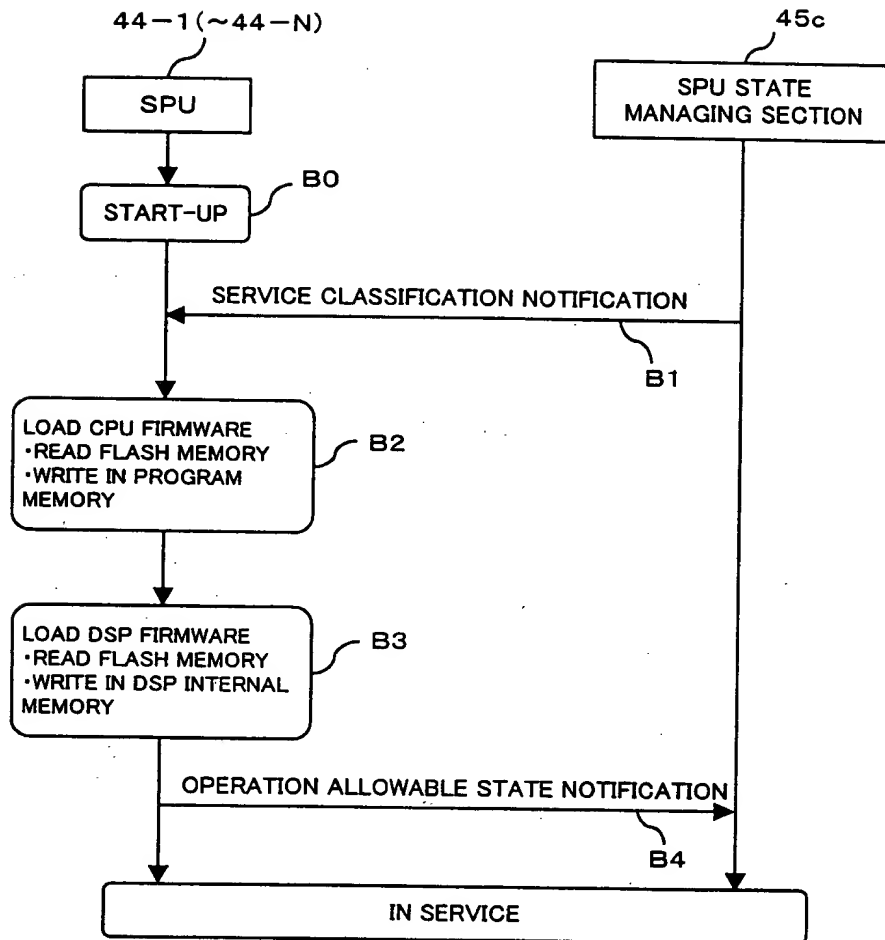 44-1(~44-N)
45c
SPU
SPU STATE
MANAGING SECTION
B0
START-UP
SERVICE CLASSIFICATION NOTIFICATION
B1
LOAD CPU FIRMWARE
・READ FLASH MEMORY
・WRITE IN PROGRAM
MEMORY
B2
LOAD DSP FIRMWARE
・READ FLASH MEMORY
・WRITE IN DSP INTERNAL
MEMORY
B3
OPERATION ALLOWABLE STATE NOTIFICATION
B4
IN SERVICE